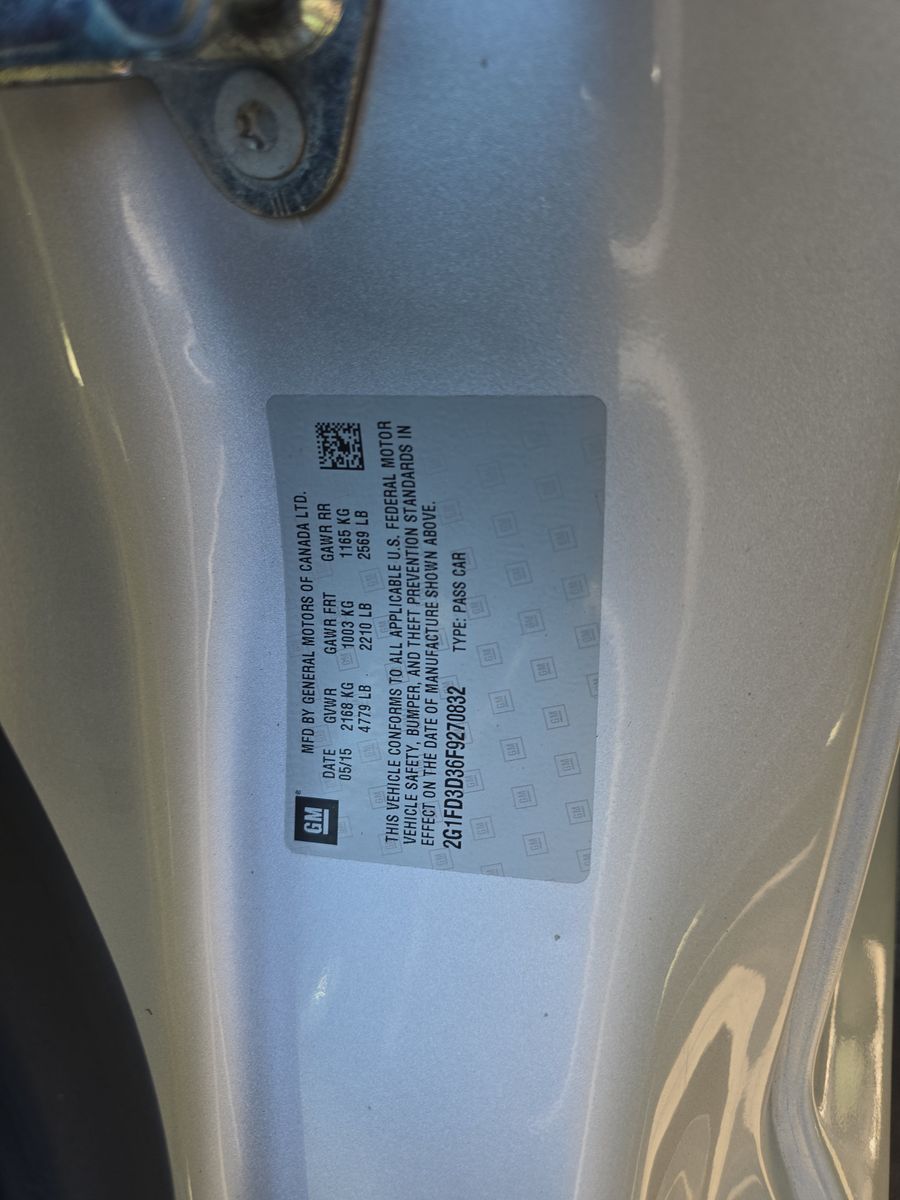 GM
MFD BY GENERAL MOTORS OF CANADA LTD.
DATE GVWR GAWR FRT GAWR RR
05/15 2168 KG 1003 KG 1165 KG
4779 LB 2210 LB 2569 LB
THIS VEHICLE CONFORMS TO ALL APPLICABLE U.S. FEDERAL MOTOR
VEHICLE SAFETY, BUMPER, AND THEFT PREVENTION STANDARDS IN
EFFECT ON THE DATE OF MANUFACTURE SHOWN ABOVE.
2G1FD3D36F9270832 TYPE: PASS CAR